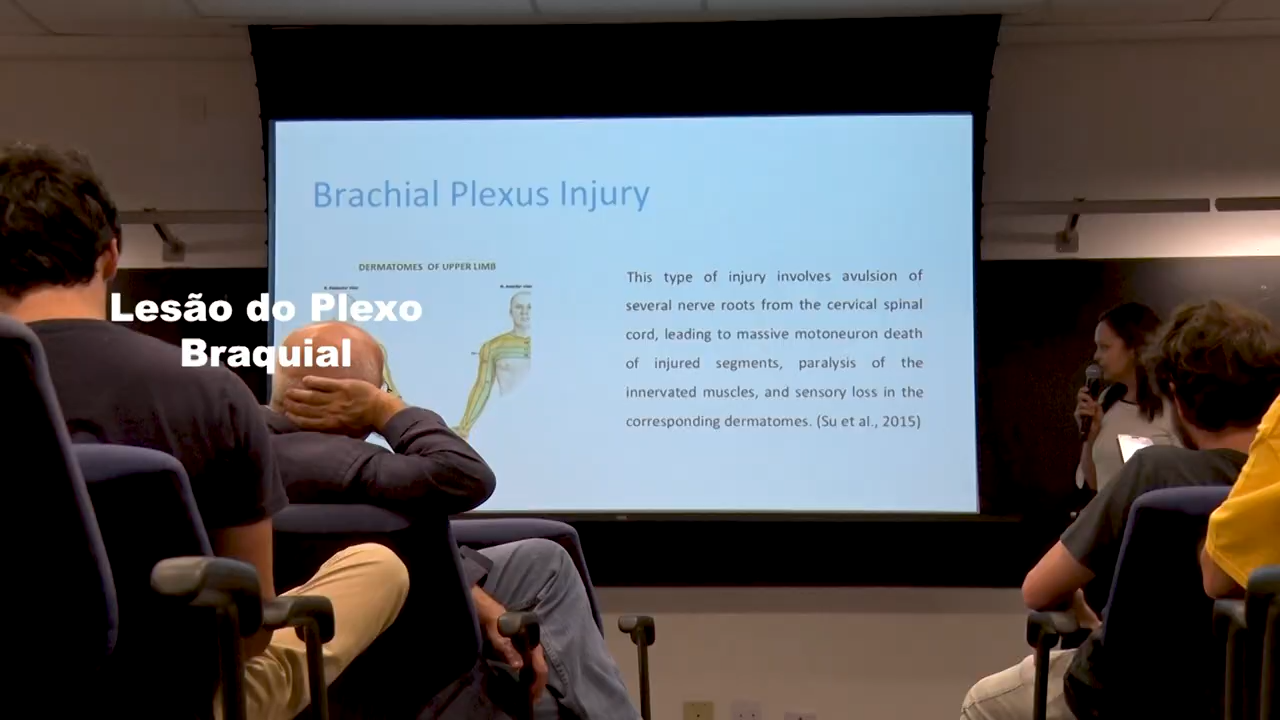 Brachial Plexus Injury
DERMATOMES OF UPPER LIMB
This type of injury involves avulsion of
several nerve roots from the cervical spinal
cord, leading to massive motoneuron death
of injured segments, paralysis of the
innervated muscles, and sensory loss in the
corresponding dermatomes. (Su et al., 2015)
Lesão do Plexo
Braquial